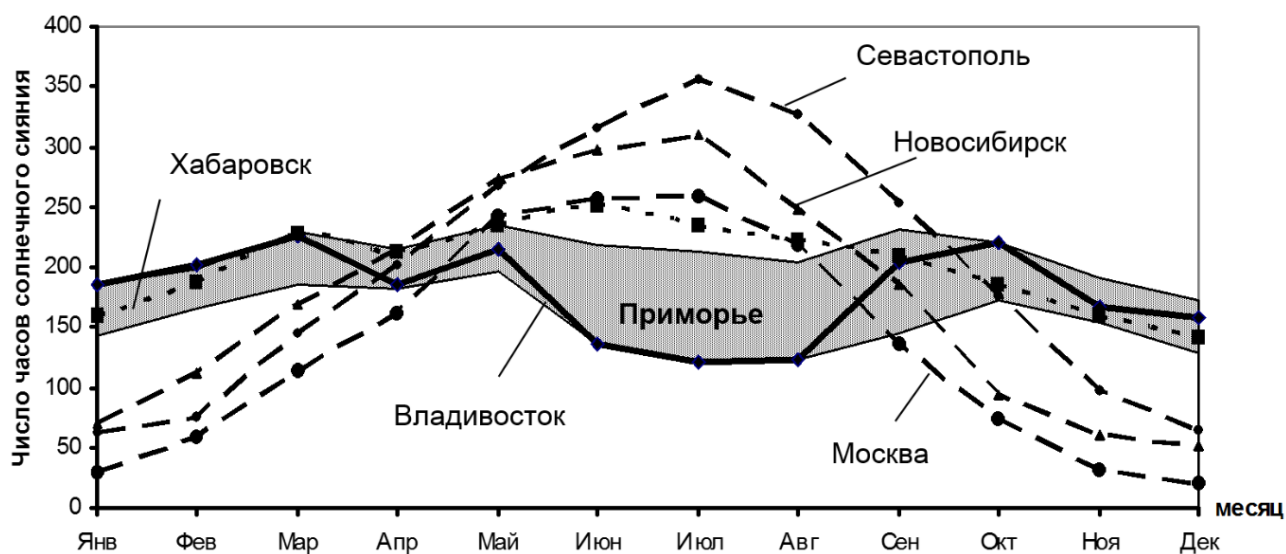 Число часов солнечного сияния
400
350
300
250
200
150
100
50
0
Севастополь
Новосибирск
Хабаровск
Приморье
Владивосток
Москва
месяц
Янв Фев Мар Апр Май Июн Июл Авг Сен Окт Ноя Дек